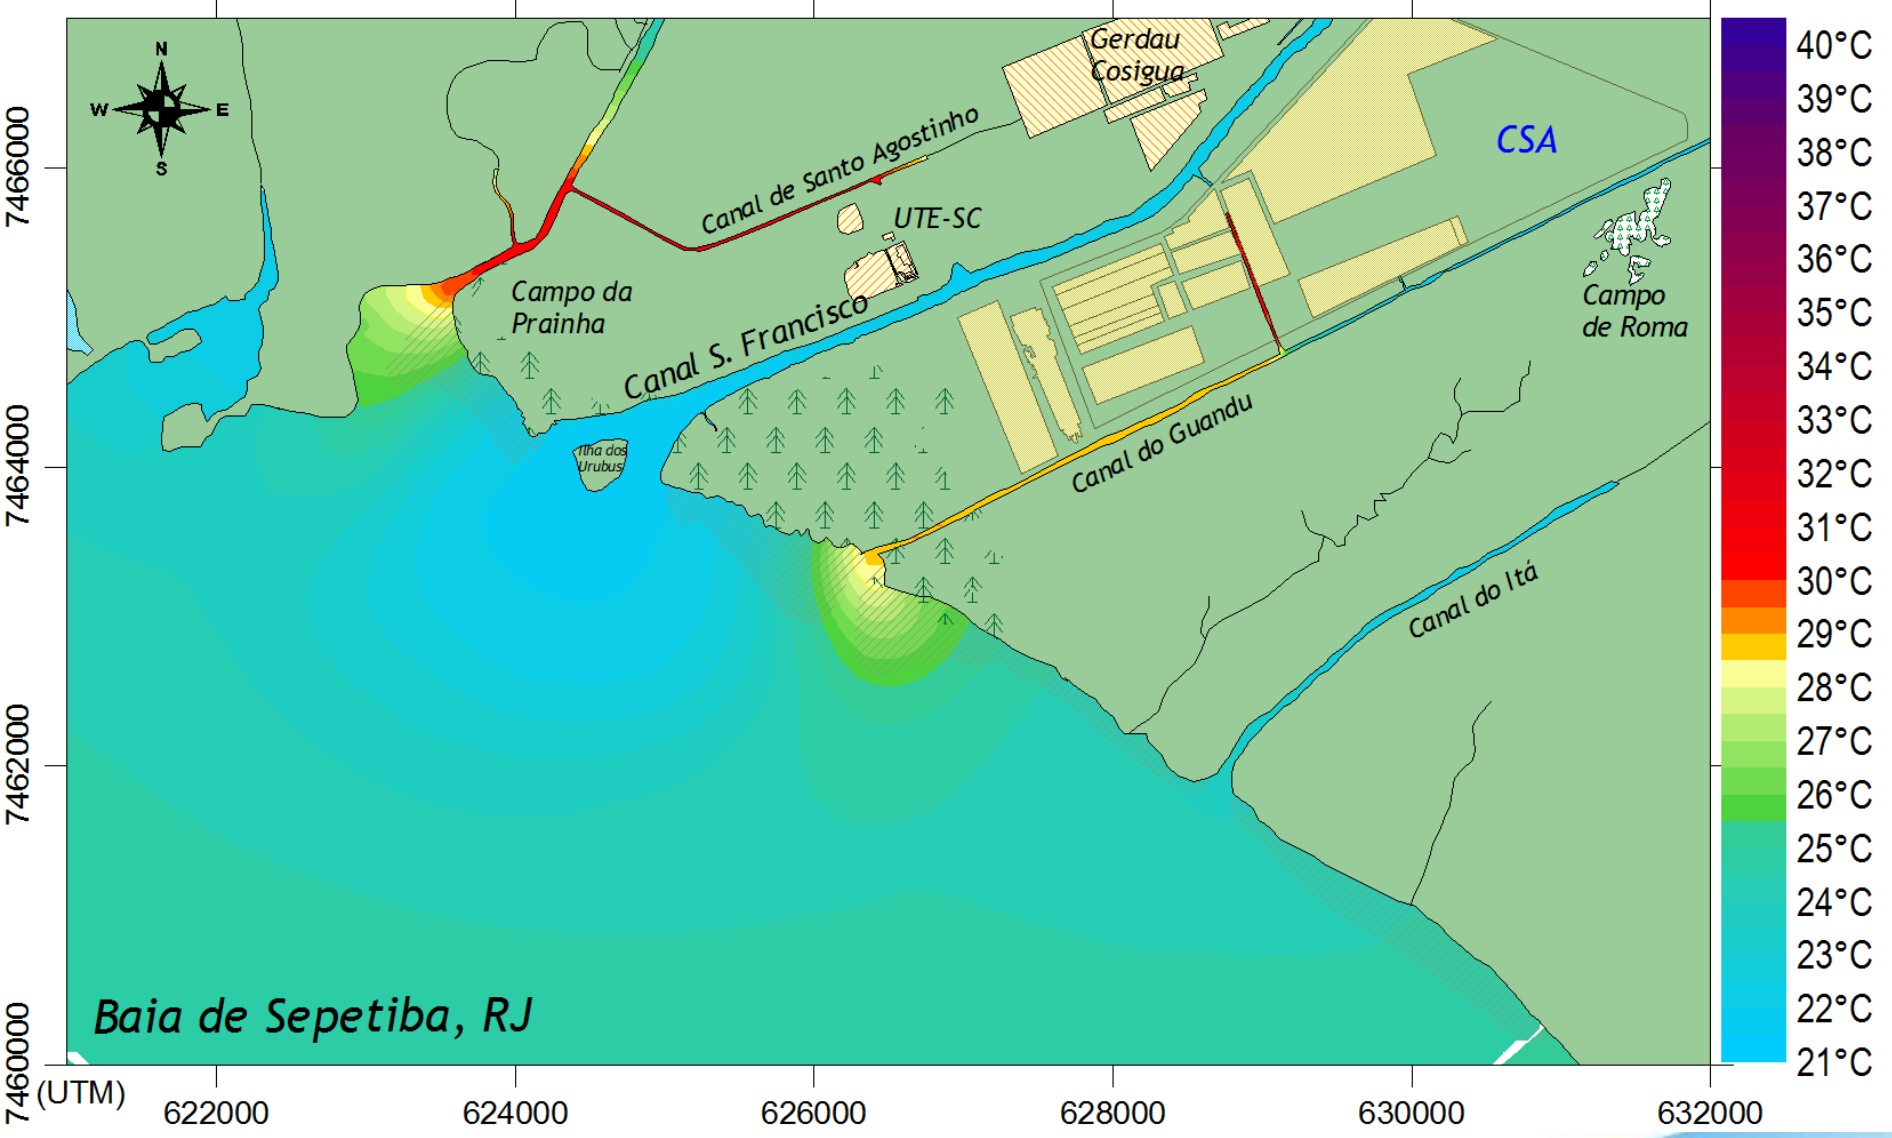 N
W E
S
Gerdau
Cosigua
CSA
Canal de Santo Agostinho
UTE-SC
Campo da
Prainha
Canal S. Francisco
Campo
de Roma
Ilha dos
Urubus
Canal do Guandu
Canal do Itá
Baia de Sepetiba, RJ
7466000
7464000
7462000
7460000
(UTM)
622000
624000
626000
628000
630000
632000
40°C
39°C
38°C
37°C
36°C
35°C
34°C
33°C
32°C
31°C
30°C
29°C
28°C
27°C
26°C
25°C
24°C
23°C
22°C
21°C